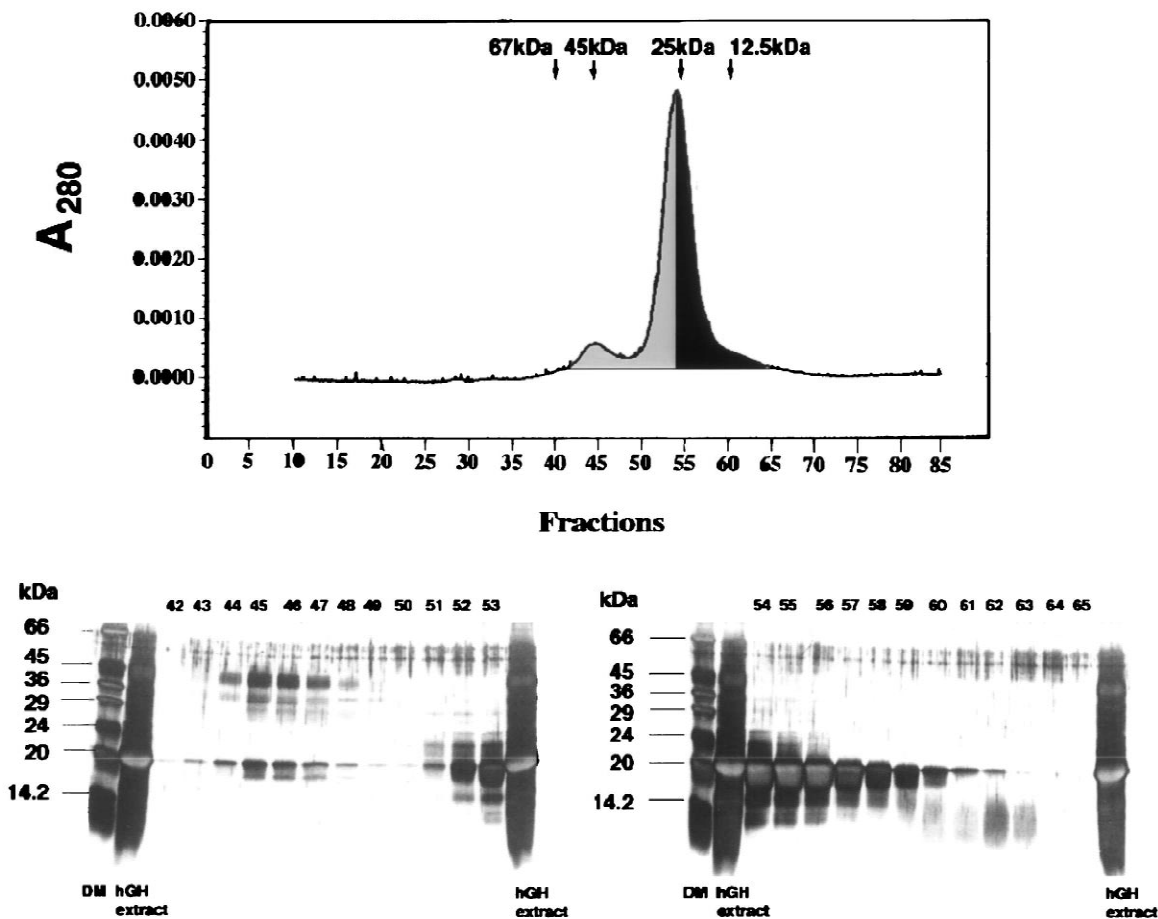 0.0060
67kDa 45kDa 25kDa 12.5kDa
0.0050
0.0040
0.0030
0.0020
0.0010
0.0000
A280
0 5 10 15 20 25 30 35 40 45 50 55 60 65 70 75 80 85
Fractions
kDa
42 43 44 45 46 47 48 49 50 51 52 53
66
45
36
29
24
20
14.2
DM hGH extract
hGH extract
kDa
54 55 56 57 58 59 60 61 62 63 64 65
66
45
36
29
24
20
14.2
DM hGH extract
hGH extract